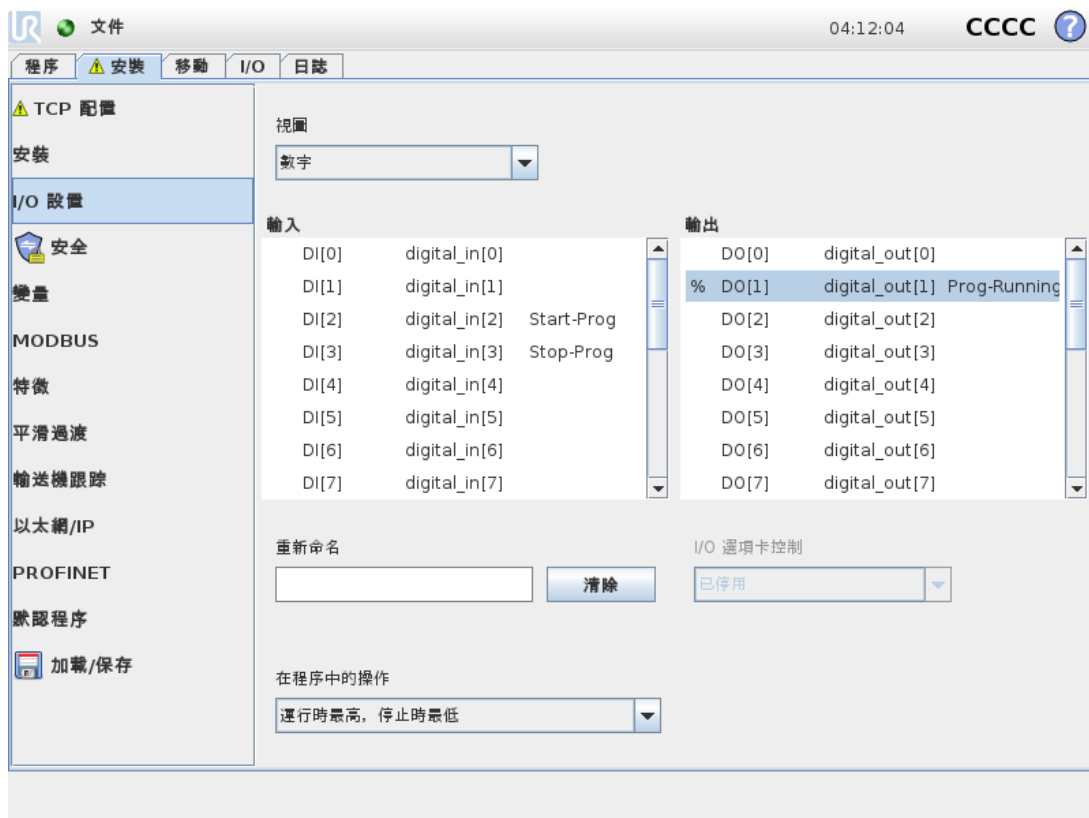 UR 文件 04:12:04 CCCC ?
程序 安裝 移動 I/O 日誌
TCP 配置
安裝
I/O 設置
安全
變量
MODBUS
特徵
平滑過渡
輸送機跟踪
以太網/IP
PROFINET
默認程序
加載/保存
視圖
數字
輸入
DI[0] digital_in[0]
DI[1] digital_in[1]
DI[2] digital_in[2] Start-Prog
DI[3] digital_in[3] Stop-Prog
DI[4] digital_in[4]
DI[5] digital_in[5]
DI[6] digital_in[6]
DI[7] digital_in[7]
輸出
DO[0] digital_out[0]
% DO[1] digital_out[1] Prog-Running
DO[2] digital_out[2]
DO[3] digital_out[3]
DO[4] digital_out[4]
DO[5] digital_out[5]
DO[6] digital_out[6]
DO[7] digital_out[7]
重新命名
清除
I/O 選項卡控制
已停用
在程序中的操作
運行時最高，停止時最低